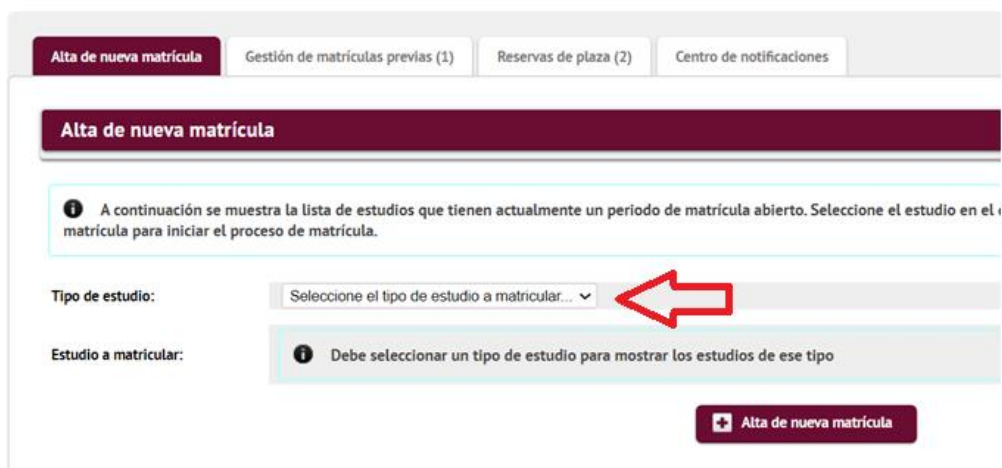 Alta de nueva matrícula
Gestión de matrículas previas (1)
Reservas de plaza (2)
Centro de notificaciones
Alta de nueva matrícula
A continuación se muestra la lista de estudios que tienen actualmente un periodo de matrícula abierto. Seleccione el estudio en el
matrícula para iniciar el proceso de matrícula.
Tipo de estudio:
Seleccione el tipo de estudio a matricular...
Estudio a matricular:
Debe seleccionar un tipo de estudio para mostrar los estudios de ese tipo
Alta de nueva matrícula